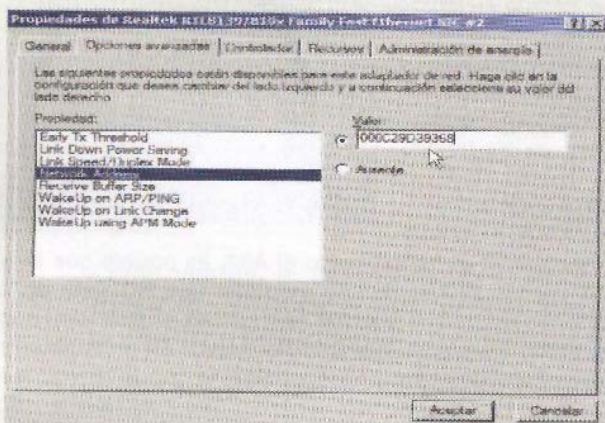 Propiedades de Realtek RTL8139/810x Family Fast Ethernet NIC #2
General Opciones avanzadas Controlador Recursos Administración de energía
Las siguientes propiedades están disponibles para este adaptador de red. Haga clic en la
configuración que desea cambiar del lado izquierdo y a continuación seleccione su valor del
lado derecho.
Propiedad:
Early Tx Threshold
Link Down Power Saving
Link Speed/Duplex Mode
Network Address
Receive Buffer Size
WakeUp on ARP/PING
WakeUp on Link Change
WakeUp using APM Mode
Valor:
000C29D39368
Ausente
Aceptar Cancelar